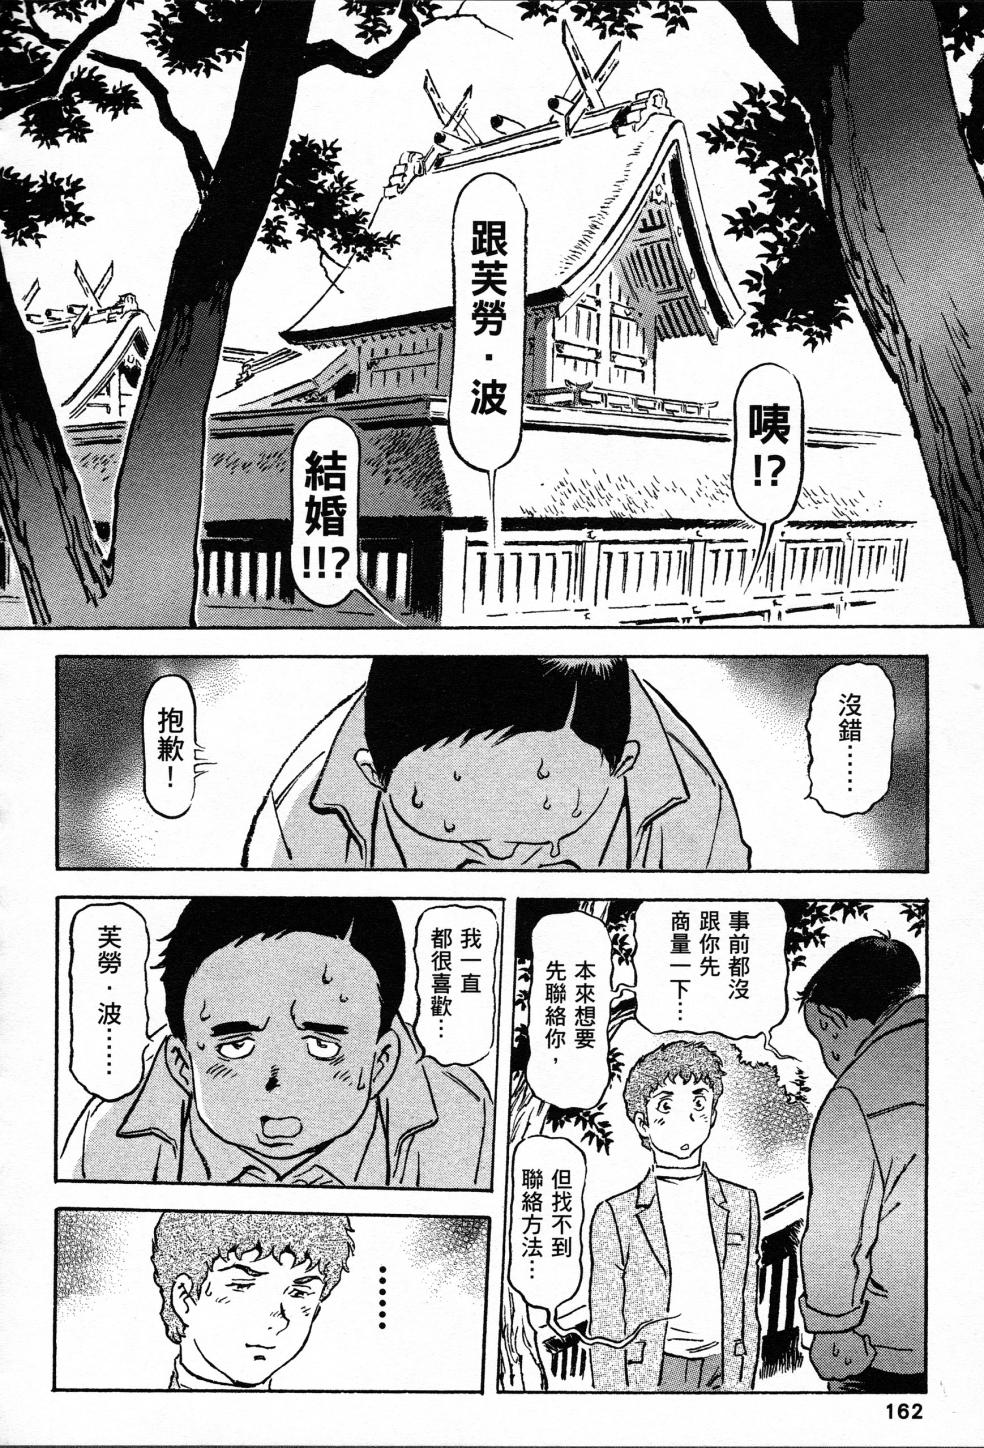 咦!?
跟芙勞．波
結婚!!?
沒錯……
抱歉！
事前都沒
跟你先
商量一下…
本來想要
先聯絡你，
但找不到
聯絡方法…
我一直
都很喜歡…
芙勞．波……
……
162